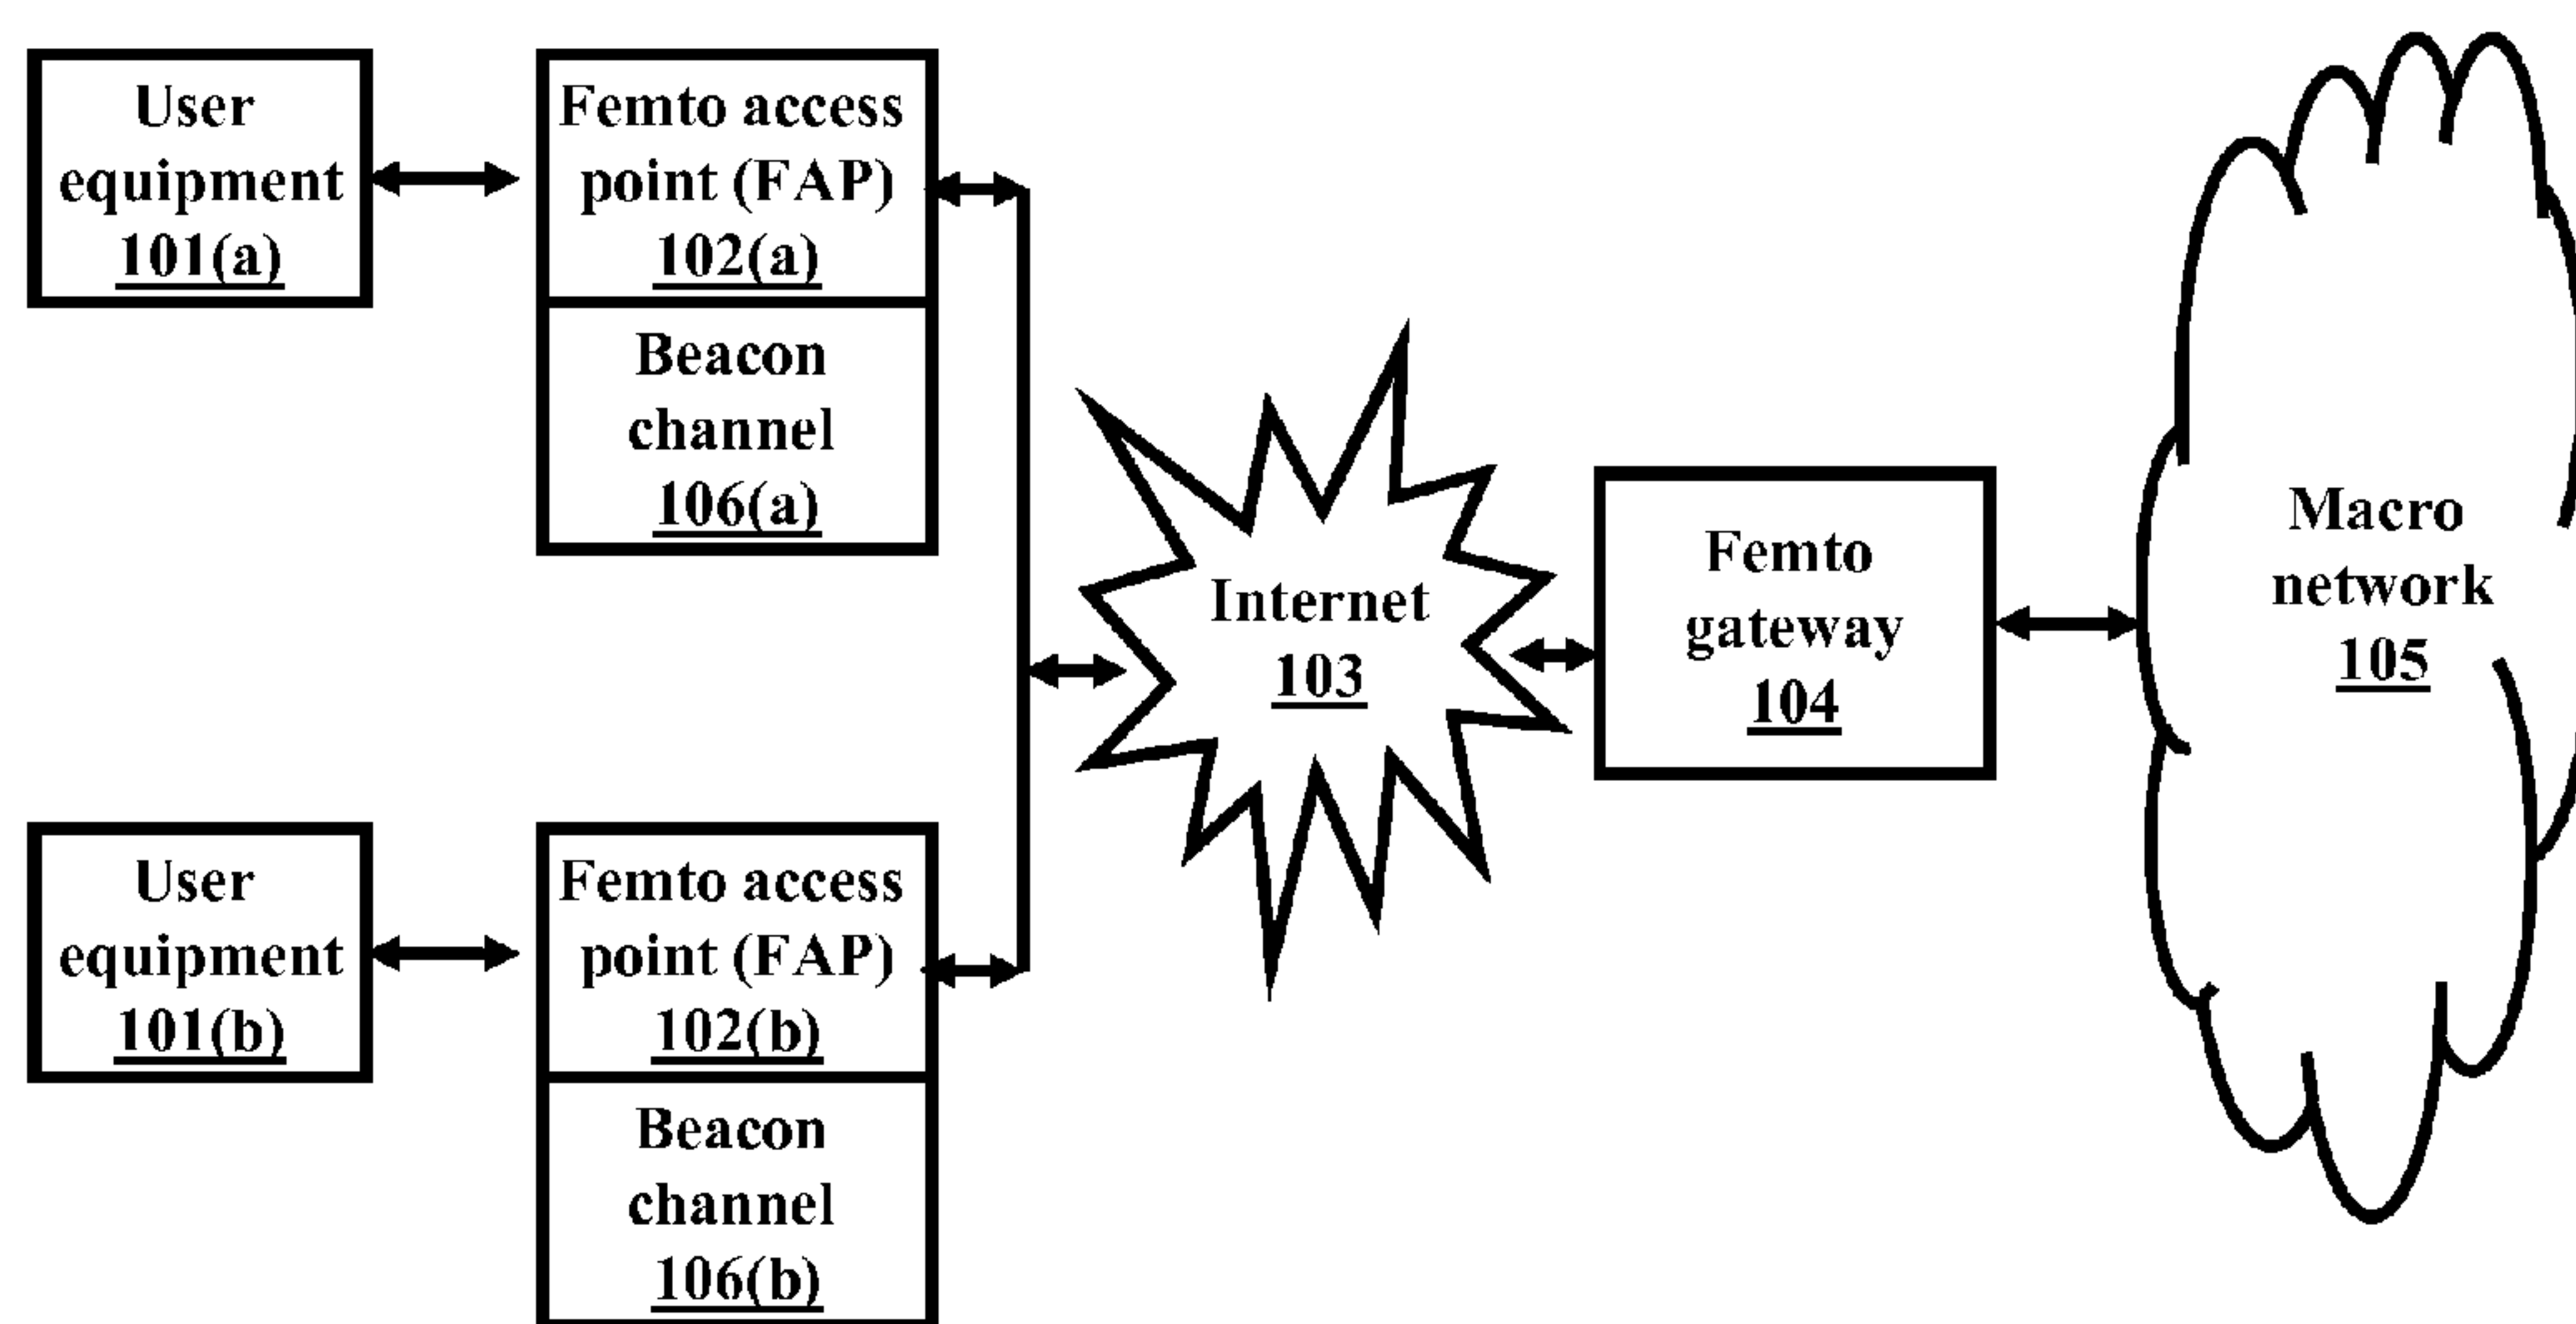 User
equipment
101(a)
Femto access
point (FAP)
102(a)
Beacon
channel
106(a)
Internet
103
Femto
gateway
104
Macro
network
105
User
equipment
101(b)
Femto access
point (FAP)
102(b)
Beacon
channel
106(b)